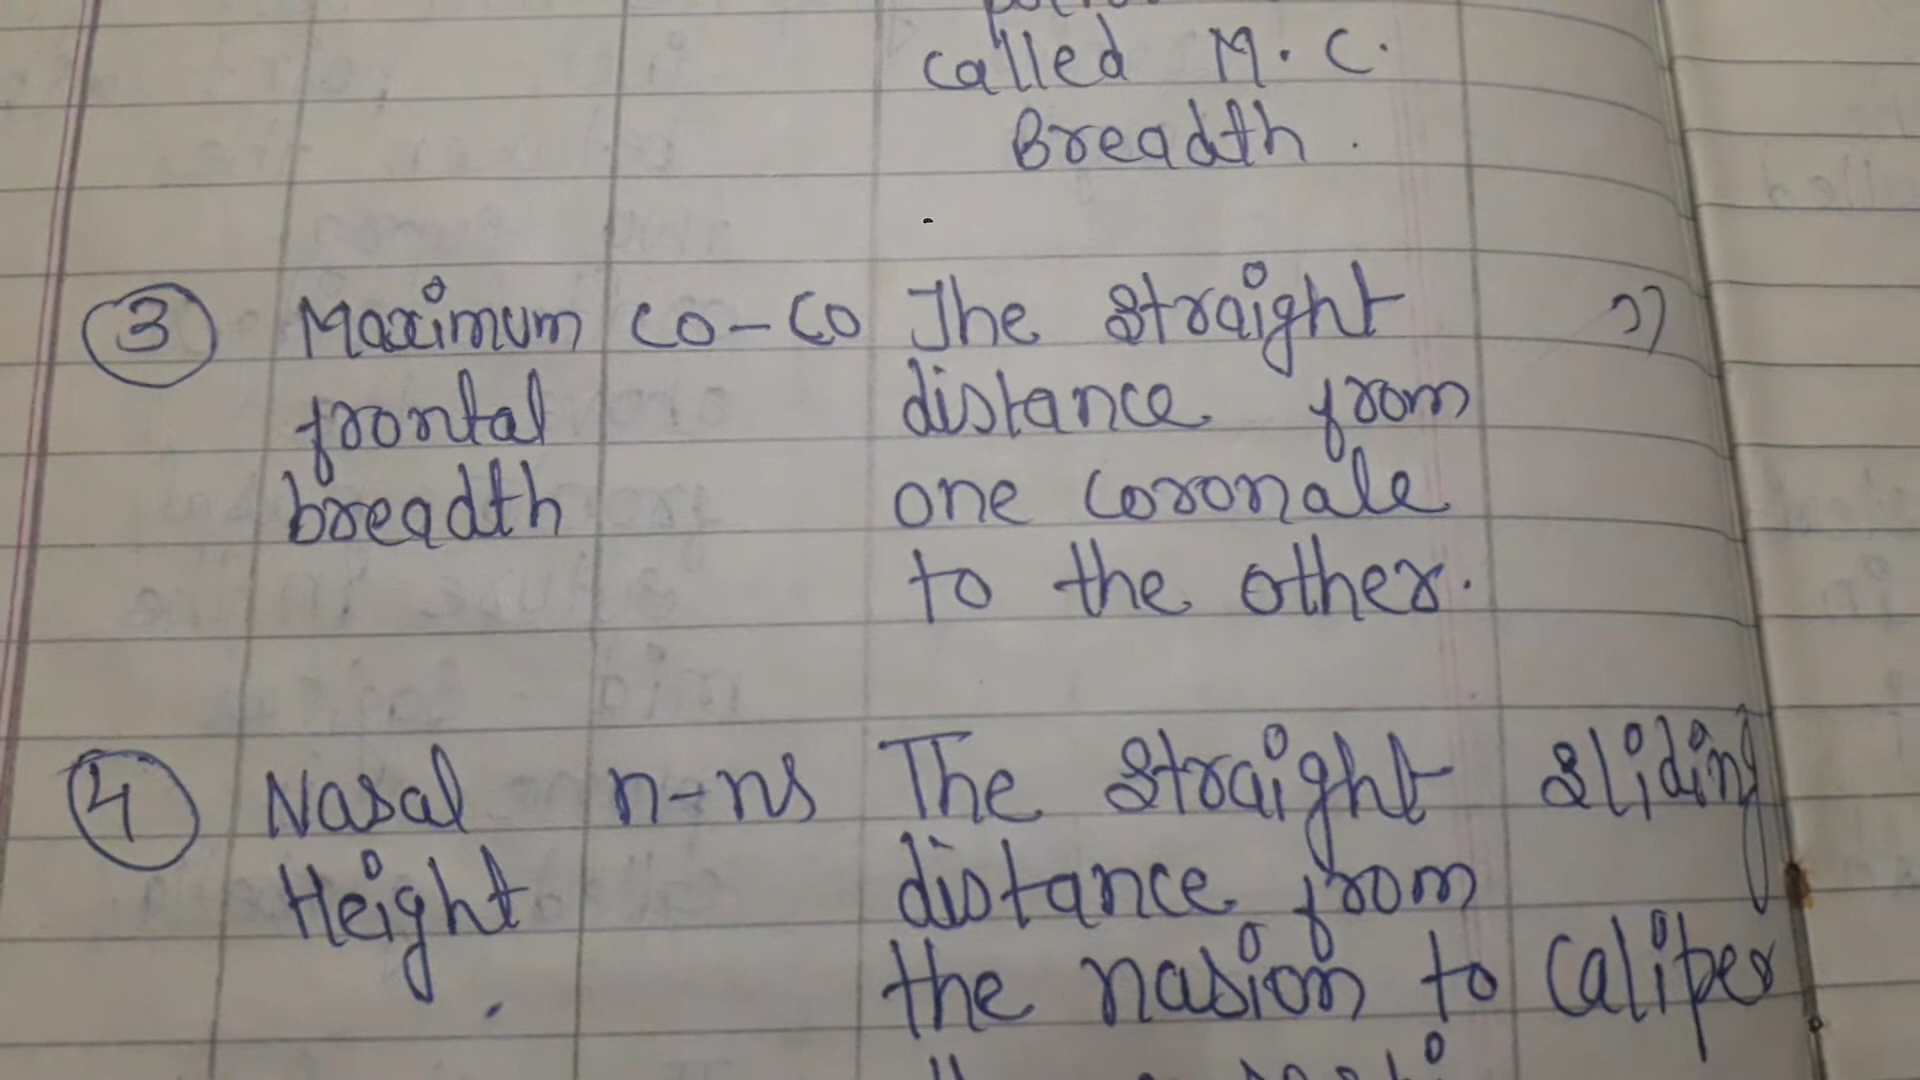 called M.C.
Breadth.
3 Maximum co-co The straight ''
frontal distance from
breadth one coronale
to the other.
4 Nasal n-ns The straight sliding
Height distance from
the nasion to caliper